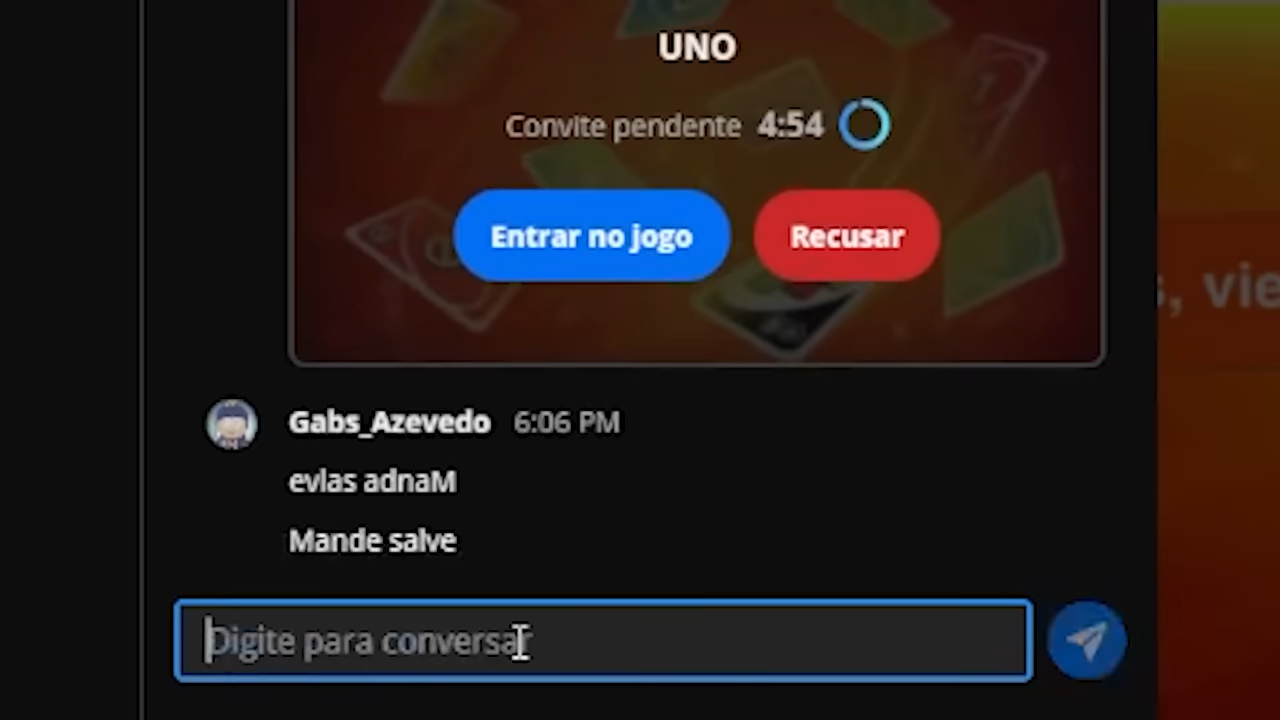 UNO
Convite pendente 4:54
Entrar no jogo Recusar
s, vie
Gabs_Azevedo 6:06 PM
evlas adnaM
Mande salve
Digite para conversar